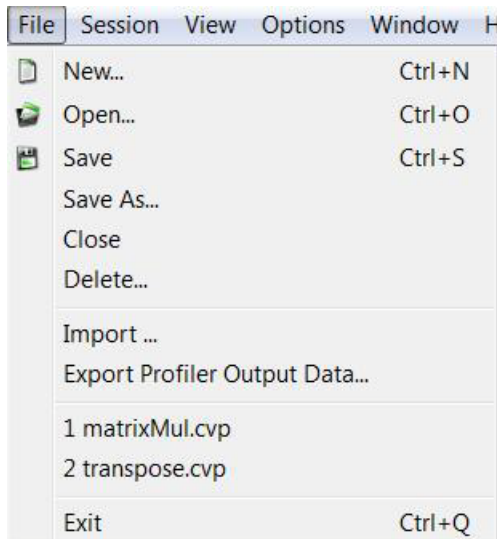 File Session View Options Window H
New... Ctrl+N
Open... Ctrl+O
Save Ctrl+S
Save As...
Close
Delete...
Import ...
Export Profiler Output Data...
1 matrixMul.cvp
2 transpose.cvp
Exit Ctrl+Q